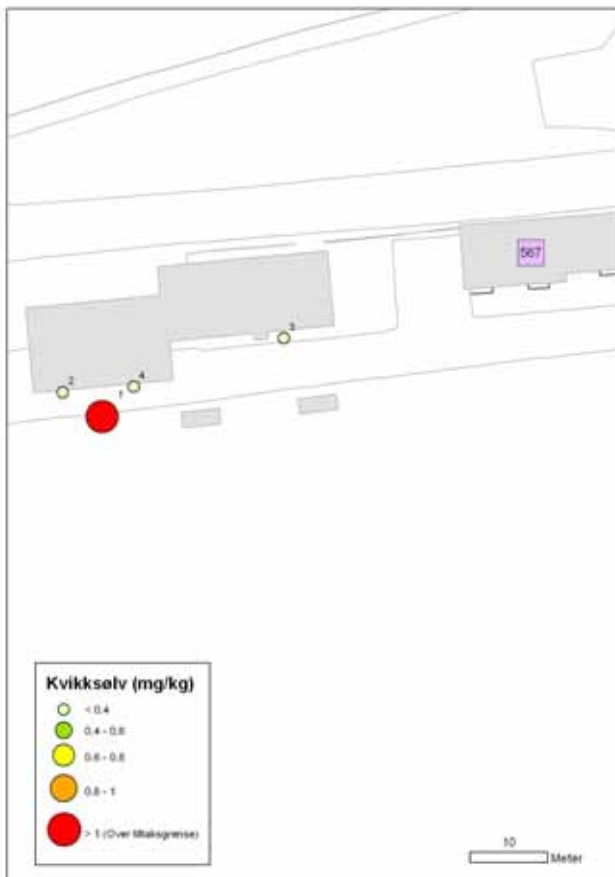 567
3
2
4
1
Kvikksølv (mg/kg)
< 0.4
0.4 - 0.6
0.6 - 0.8
0.8 - 1
> 1 (Over tiltaksgrense)
10
Meter